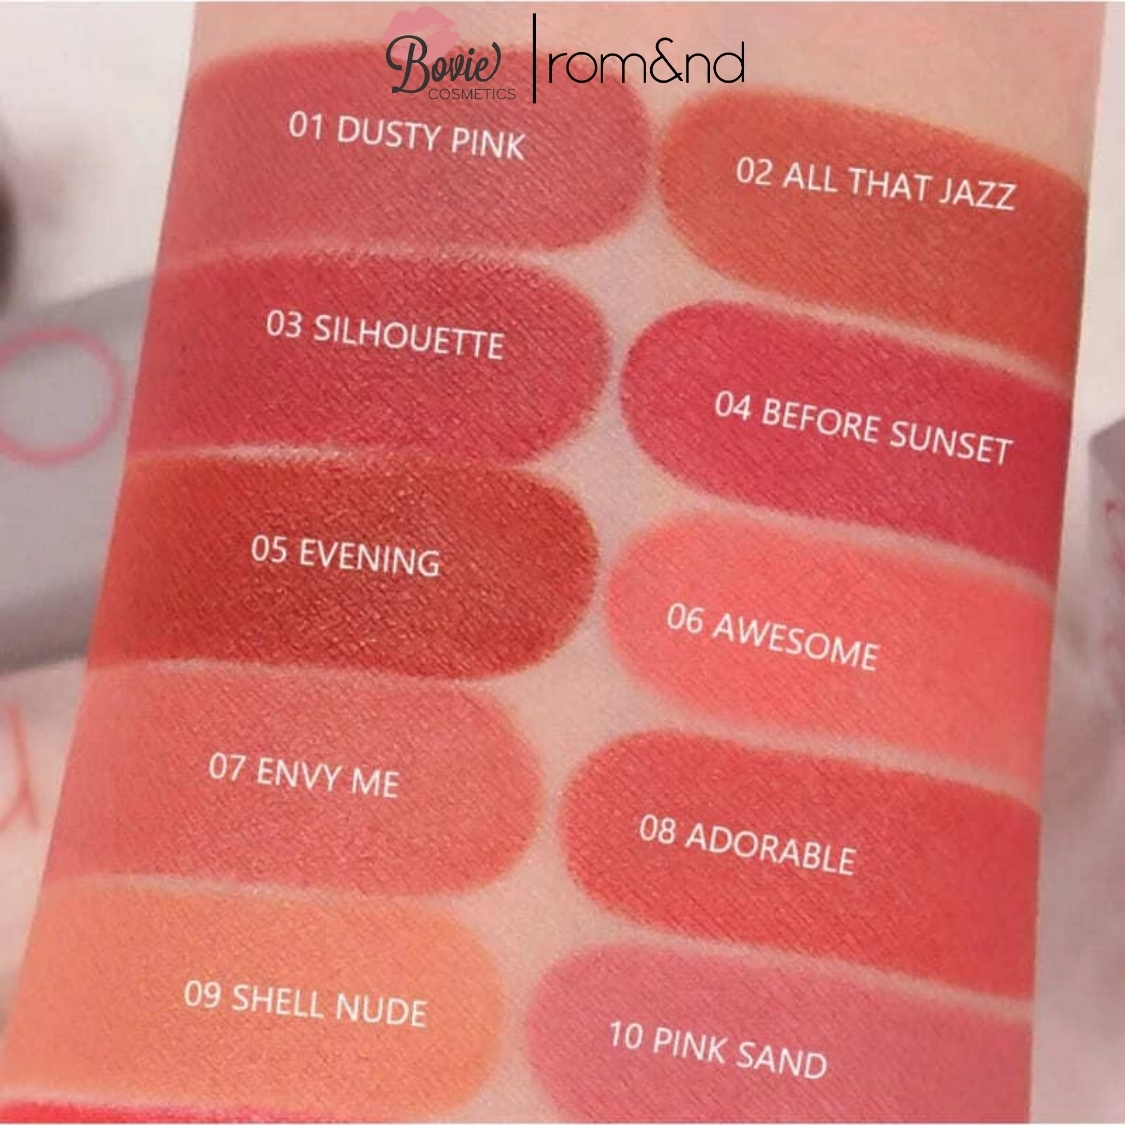 Bovie
COSMETICS
rom&nd
01 DUSTY PINK
02 ALL THAT JAZZ
03 SILHOUETTE
04 BEFORE SUNSET
05 EVENING
06 AWESOME
07 ENVY ME
08 ADORABLE
09 SHELL NUDE
10 PINK SAND